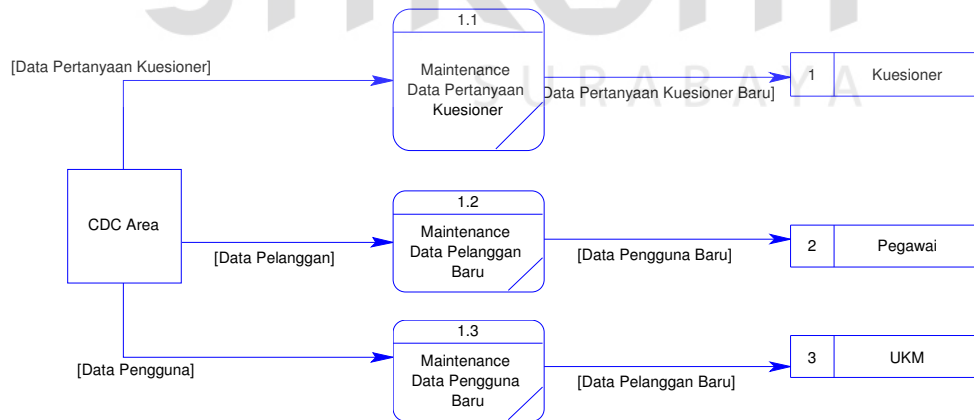 1.1
[Data Pertanyaan Kuesioner]
Maintenance
Data Pertanyaan
Kuesioner
Data Pertanyaan Kuesioner Baru]
1
Kuesioner
SURABAYA
CDC Area
[Data Pelanggan]
1.2
Maintenance
Data Pelanggan
Baru
[Data Pengguna Baru]
2
Pegawai
[Data Pengguna]
1.3
Maintenance
Data Pengguna
Baru
[Data Pelanggan Baru]
3
UKM